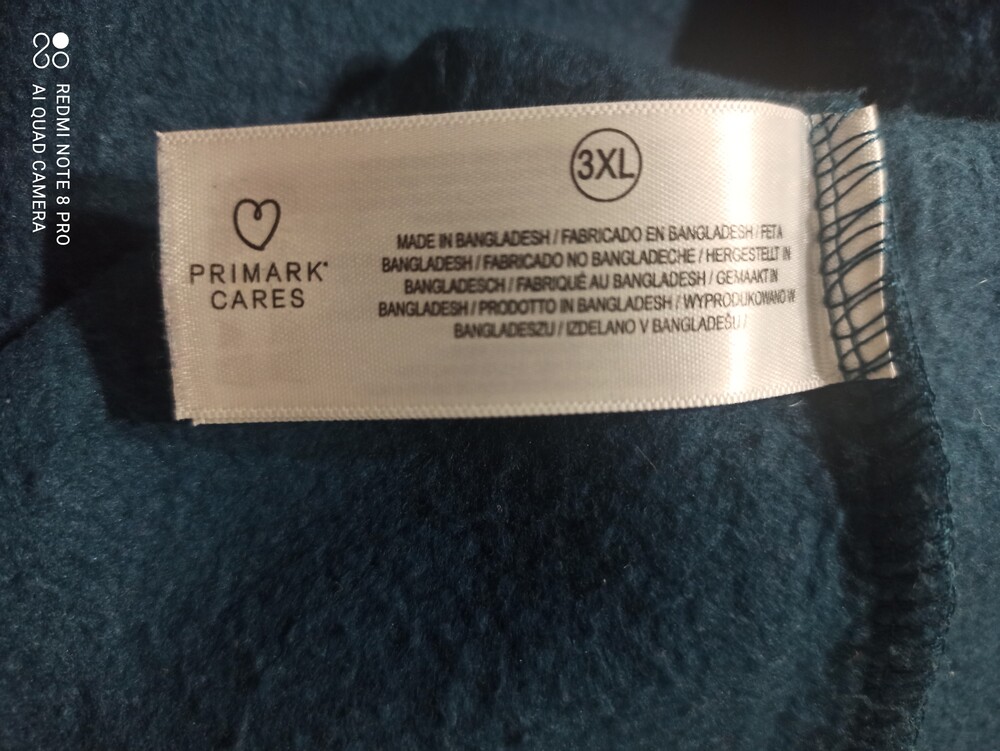 REDMI NOTE 8 PRO
AI QUAD CAMERA
PRIMARK®
CARES
3XL
MADE IN BANGLADESH / FABRICADO EN BANGLADESH / FET A
BANGLADESH / FABRICADO NO BANGLADECHE / HERGESTELLT IN
BANGLADESCH / FABRIQUÉ AU BANGLADESH / GEMAAKT IN
BANGLADESH / PRODOTTO IN BANGLADESH / WYPRODUKOWANO W
BANGLADESZU / IZDELANO V BANGLADEŠU /